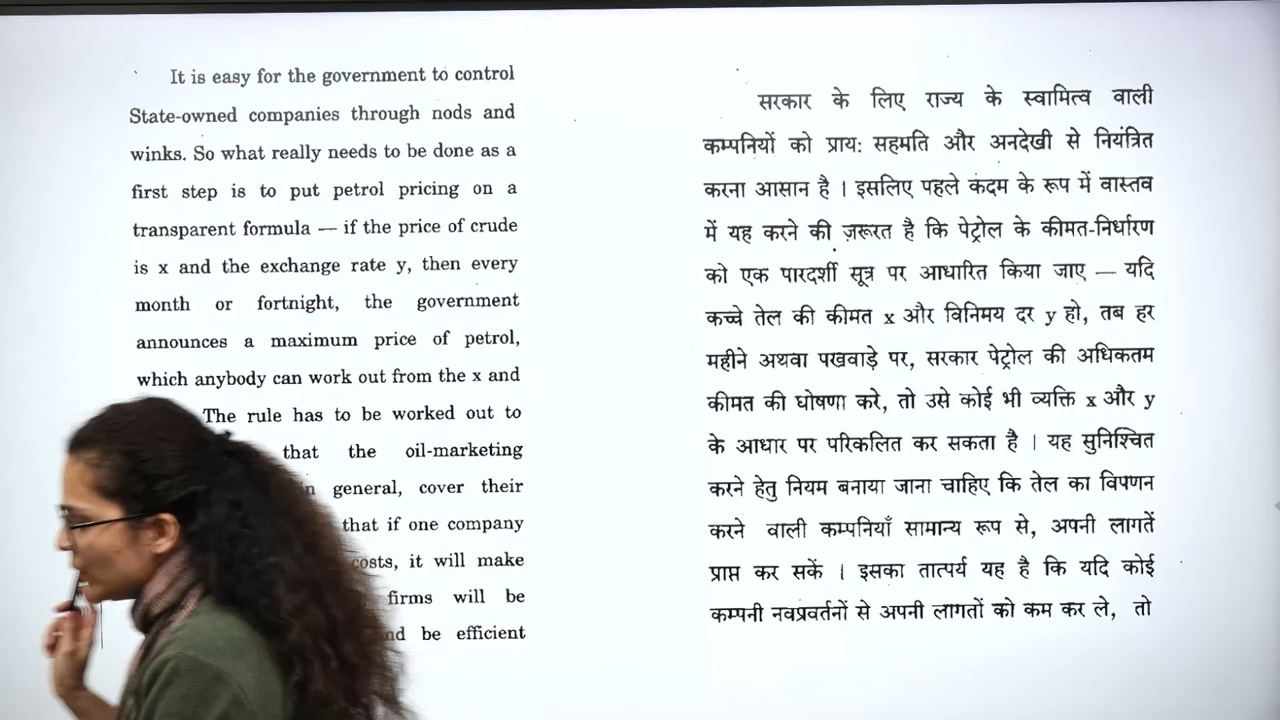 It is easy for the government to control
State-owned companies through nods and
winks. So what really needs to be done as a
first step is to put petrol pricing on a
transparent formula — if the price of crude
is x and the exchange rate y, then every
month or fortnight, the government
announces a maximum price of petrol,
which anybody can work out from the x and
The rule has to be worked out to
that the oil-marketing
general, cover their
that if one company
costs, it will make
firms will be
be efficient
सरकार के लिए राज्य के स्वामित्व वाली
कम्पनियों को प्राय: सहमति और अनदेखी से नियंत्रित
करना आसान है । इसलिए पहले कदम के रूप में वास्तव
में यह करने की ज़रूरत है कि पेट्रोल के कीमत-निर्धारण
को एक पारदर्शी सूत्र पर आधारित किया जाए — यदि
कच्चे तेल की कीमत x और विनिमय दर y हो, तब हर
महीने अथवा पखवाड़े पर, सरकार पेट्रोल की अधिकतम
कीमत की घोषणा करे, तो उसे कोई भी व्यक्ति x और y
के आधार पर परिकलित कर सकता है । यह सुनिश्चित
करने हेतु नियम बनाया जाना चाहिए कि तेल का विपणन
करने वाली कम्पनियाँ सामान्य रूप से, अपनी लागतें
प्राप्त कर सकें । इसका तात्पर्य यह है कि यदि कोई
कम्पनी नवप्रवर्तनों से अपनी लागतों को कम कर ले, तो